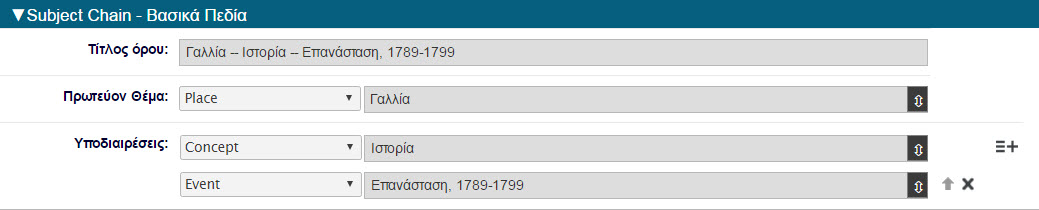 ▼Subject Chain - Βασικά Πεδία
Τίτλος όρου: Γαλλία -- Ιστορία -- Επανάσταση, 1789-1799
Πρωτεύον Θέμα: Place Γαλλία
Υποδιαιρέσεις: Concept Ιστορία
Event Επανάσταση, 1789-1799